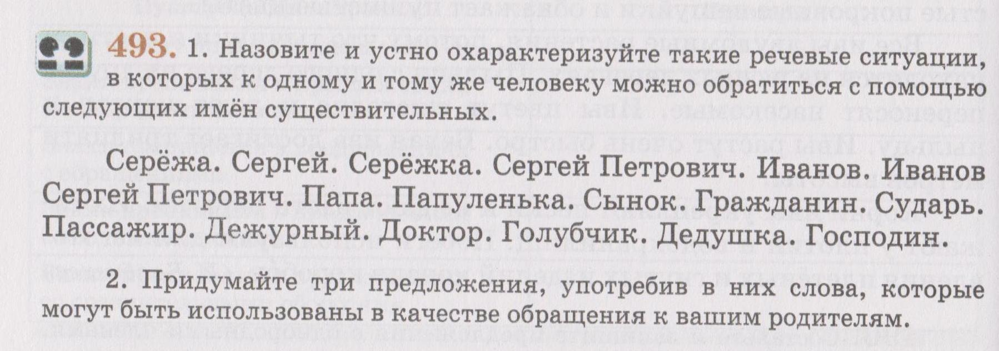 493. 1. Назовите и устно охарактеризуйте такие речевые ситуации,
в которых к одному и тому же человеку можно обратиться с помощью
следующих имён существительных.
Серёжа. Сергей. Серёжка. Сергей Петрович. Иванов. Иванов
Сергей Петрович. Папа. Папуленька. Сынок. Гражданин. Сударь.
Пассажир. Дежурный. Доктор. Голубчик. Дедушка. Господин.
2. Придумайте три предложения, употребив в них слова, которые
могут быть использованы в качестве обращения к вашим родителям.